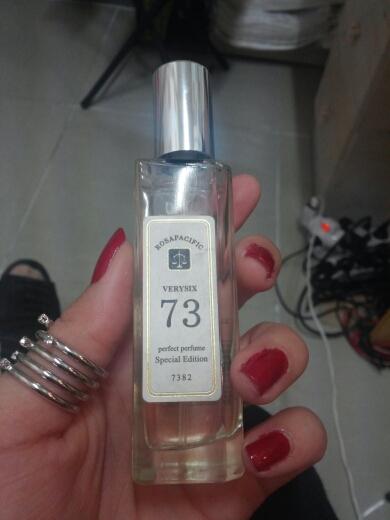 ROSAPACIFIC
VERYSIX
73
perfect perfume
Special Edition
7382